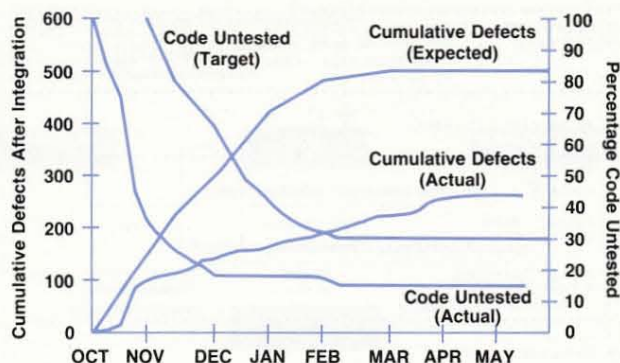 600
500
400
300
200
100
0
Cumulative Defects After Integration
Code Untested
(Target)
Cumulative Defects
(Expected)
Cumulative Defects
(Actual)
Code Untested
(Actual)
100
90
80
70
60
50
40
30
20
10
0
Percentage Code Untested
OCT NOV DEC JAN FEB MAR APR MAY